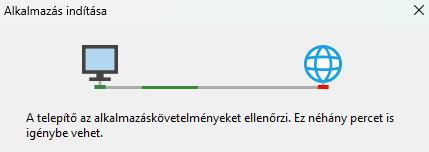 Alkalmazás indítása
A telepítő az alkalmazáskövetelményeket ellenőrzi. Ez néhány percet is
igénybe vehet.